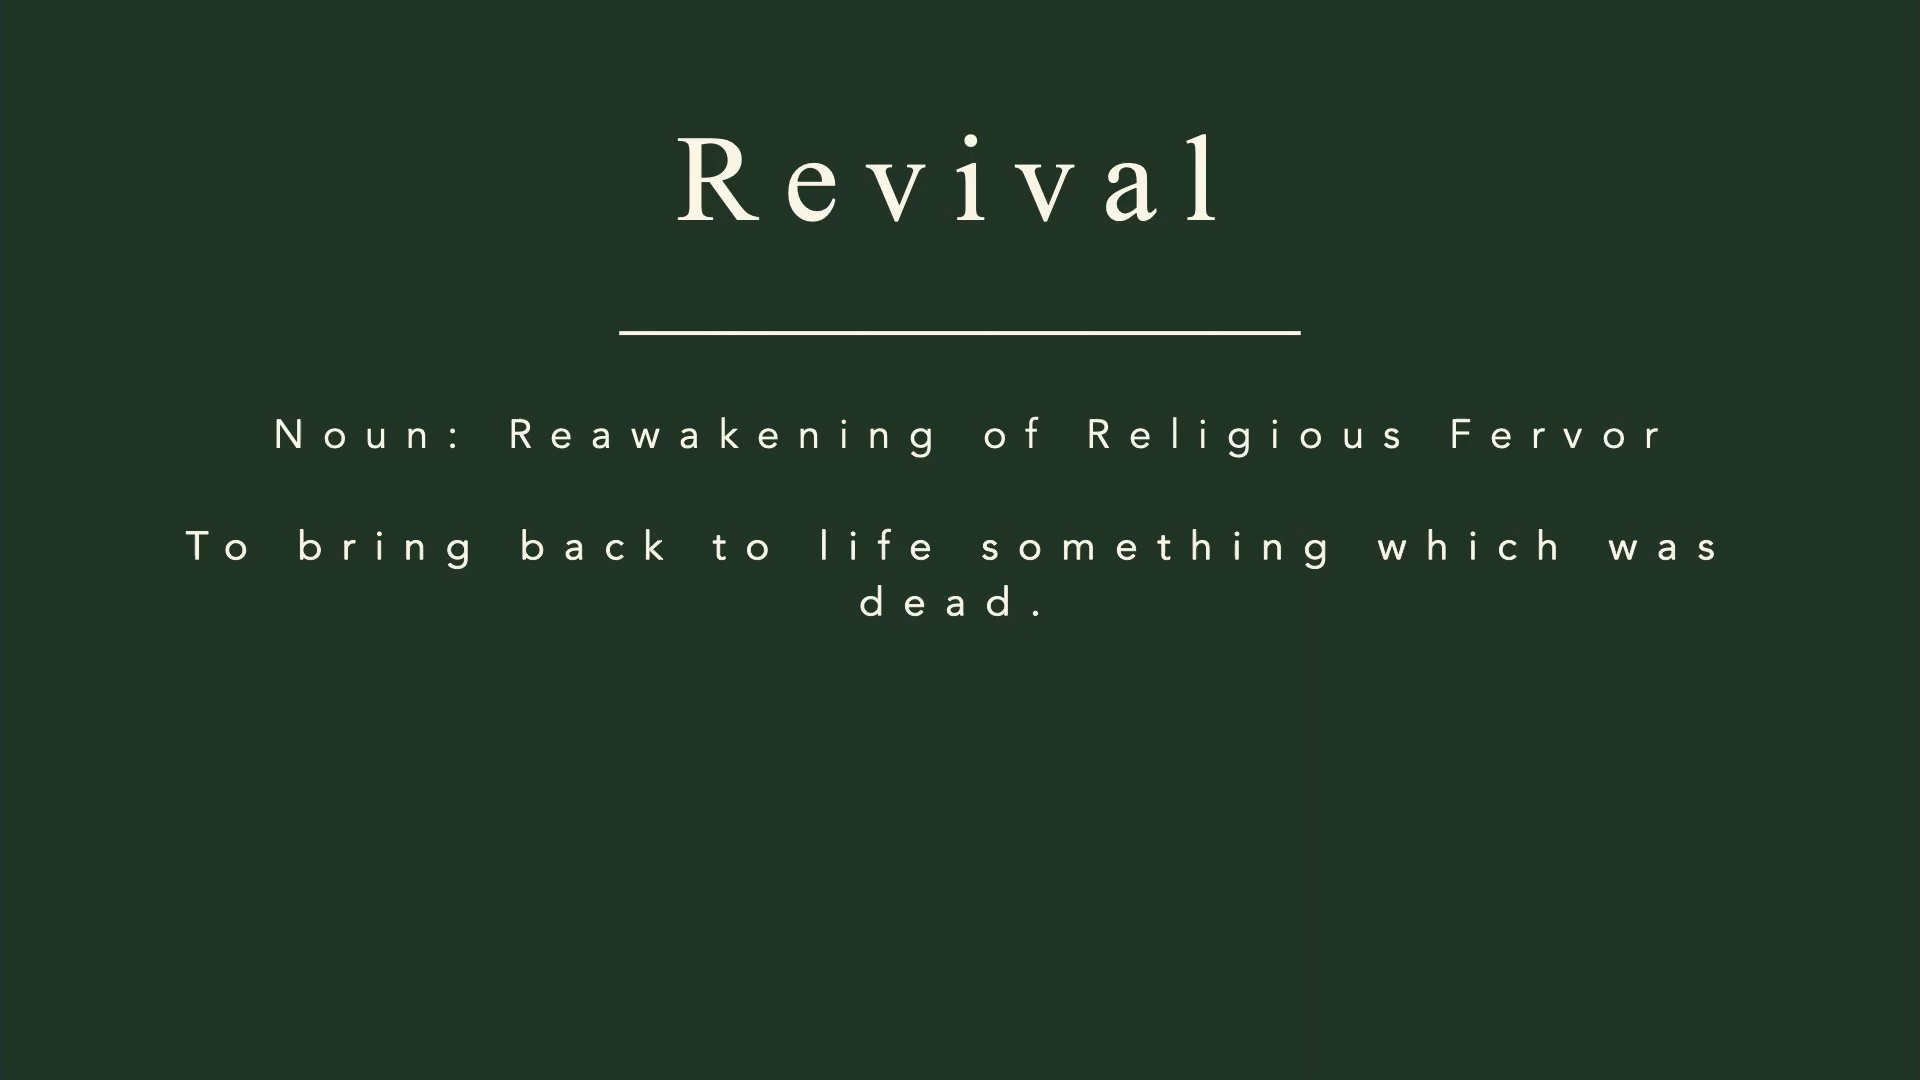 Revival
Noun: Reawakening of Religious Fervor
To bring back to life something which was
dead.